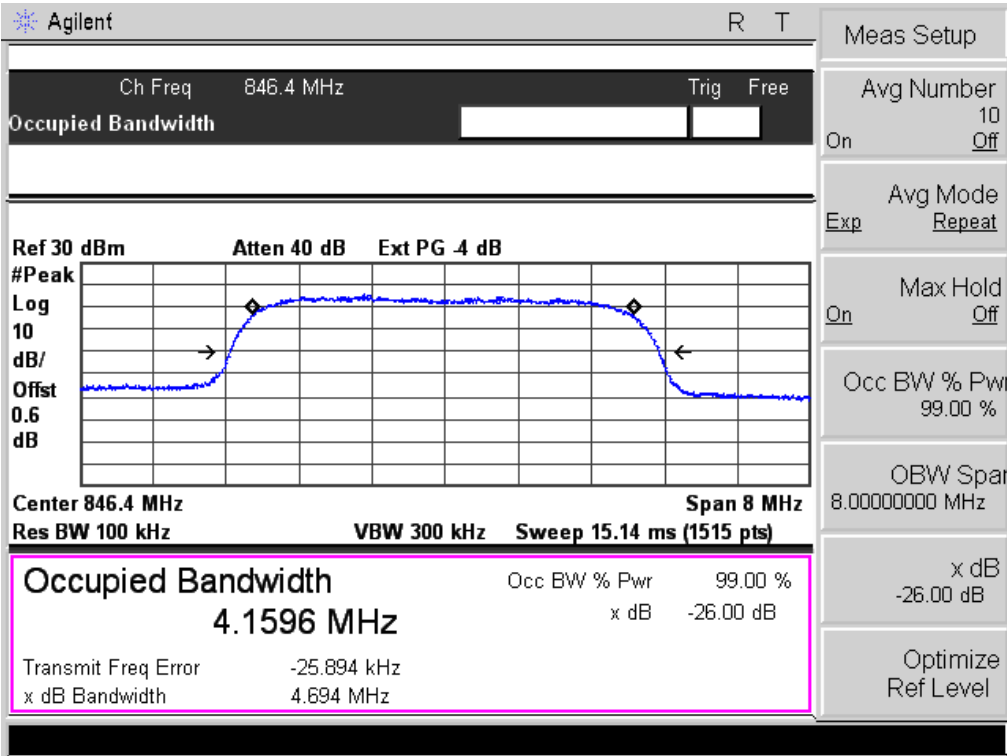 Agilent R T
Ch Freq 846.4 MHz Trig Free
Occupied Bandwidth
Ref 30 dBm Atten 40 dB Ext PG -4 dB
#Peak
Log
10
dB/
Offst
0.6
dB
Center 846.4 MHz Span 8 MHz
Res BW 100 kHz VBW 300 kHz Sweep 15.14 ms (1515 pts)
Occupied Bandwidth Occ BW % Pwr 99.00 %
4.1596 MHz x dB -26.00 dB
Transmit Freq Error -25.894 kHz
x dB Bandwidth 4.694 MHz
Meas Setup
Avg Number
10
On Off
Avg Mode
Exp Repeat
Max Hold
On Off
Occ BW % Pwr
99.00 %
OBW Span
8.00000000 MHz
x dB
-26.00 dB
Optimize
Ref Level